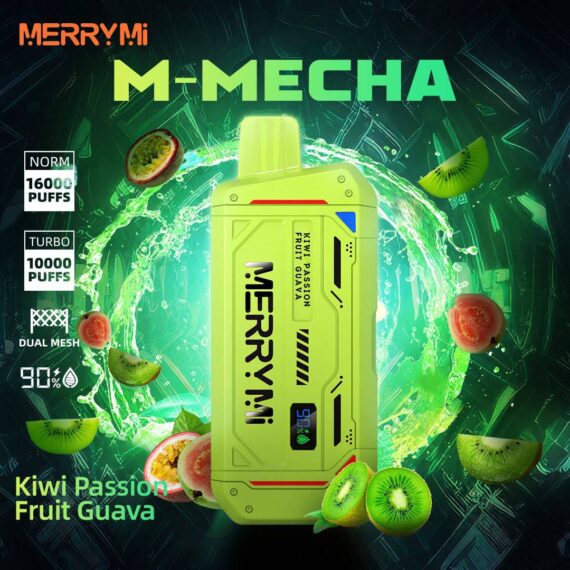 MERRYMi
M-MECHA
NORM
16000
PUFFS
TURBO
10000
PUFFS
DUAL MESH
90%
Kiwi Passion
Fruit Guava
KIWI PASSION
FRUIT GUAVA
MERRYMi
90%